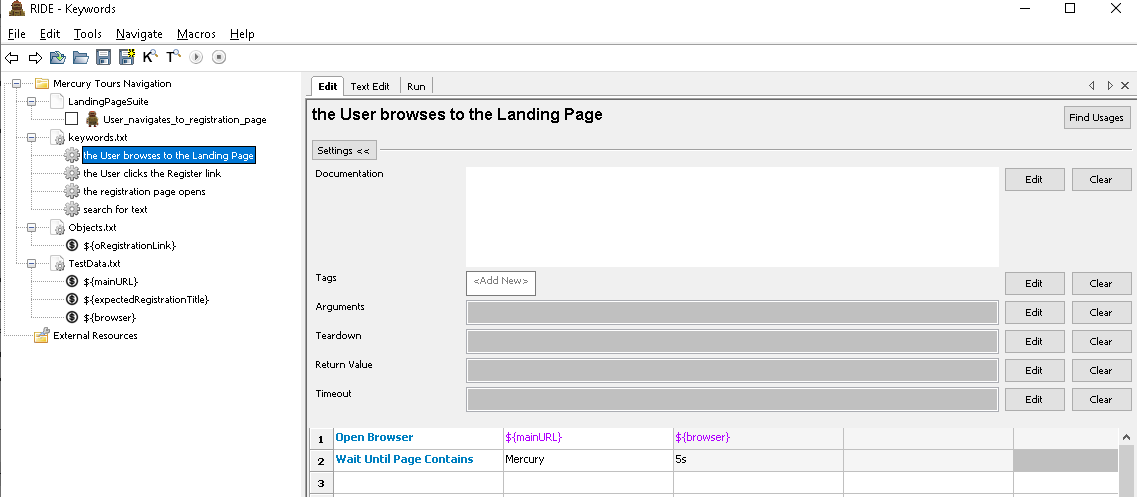 RIDE - Keywords
File Edit Tools Navigate Macros Help
K T
Mercury Tours Navigation
LandingPageSuite
User_navigates_to_registration_page
keywords.txt
the User browses to the Landing Page
the User clicks the Register link
the registration page opens
search for text
Objects.txt
${oRegistrationLink}
TestData.txt
${mainURL}
${expectedRegistrationTitle}
${browser}
External Resources
Edit Text Edit Run
the User browses to the Landing Page Find Usages
Settings <<
Documentation Edit Clear
Tags <Add New> Edit Clear
Arguments Edit Clear
Teardown Edit Clear
Return Value Edit Clear
Timeout Edit Clear
1 Open Browser ${mainURL} ${browser}
2 Wait Until Page Contains Mercury 5s
3